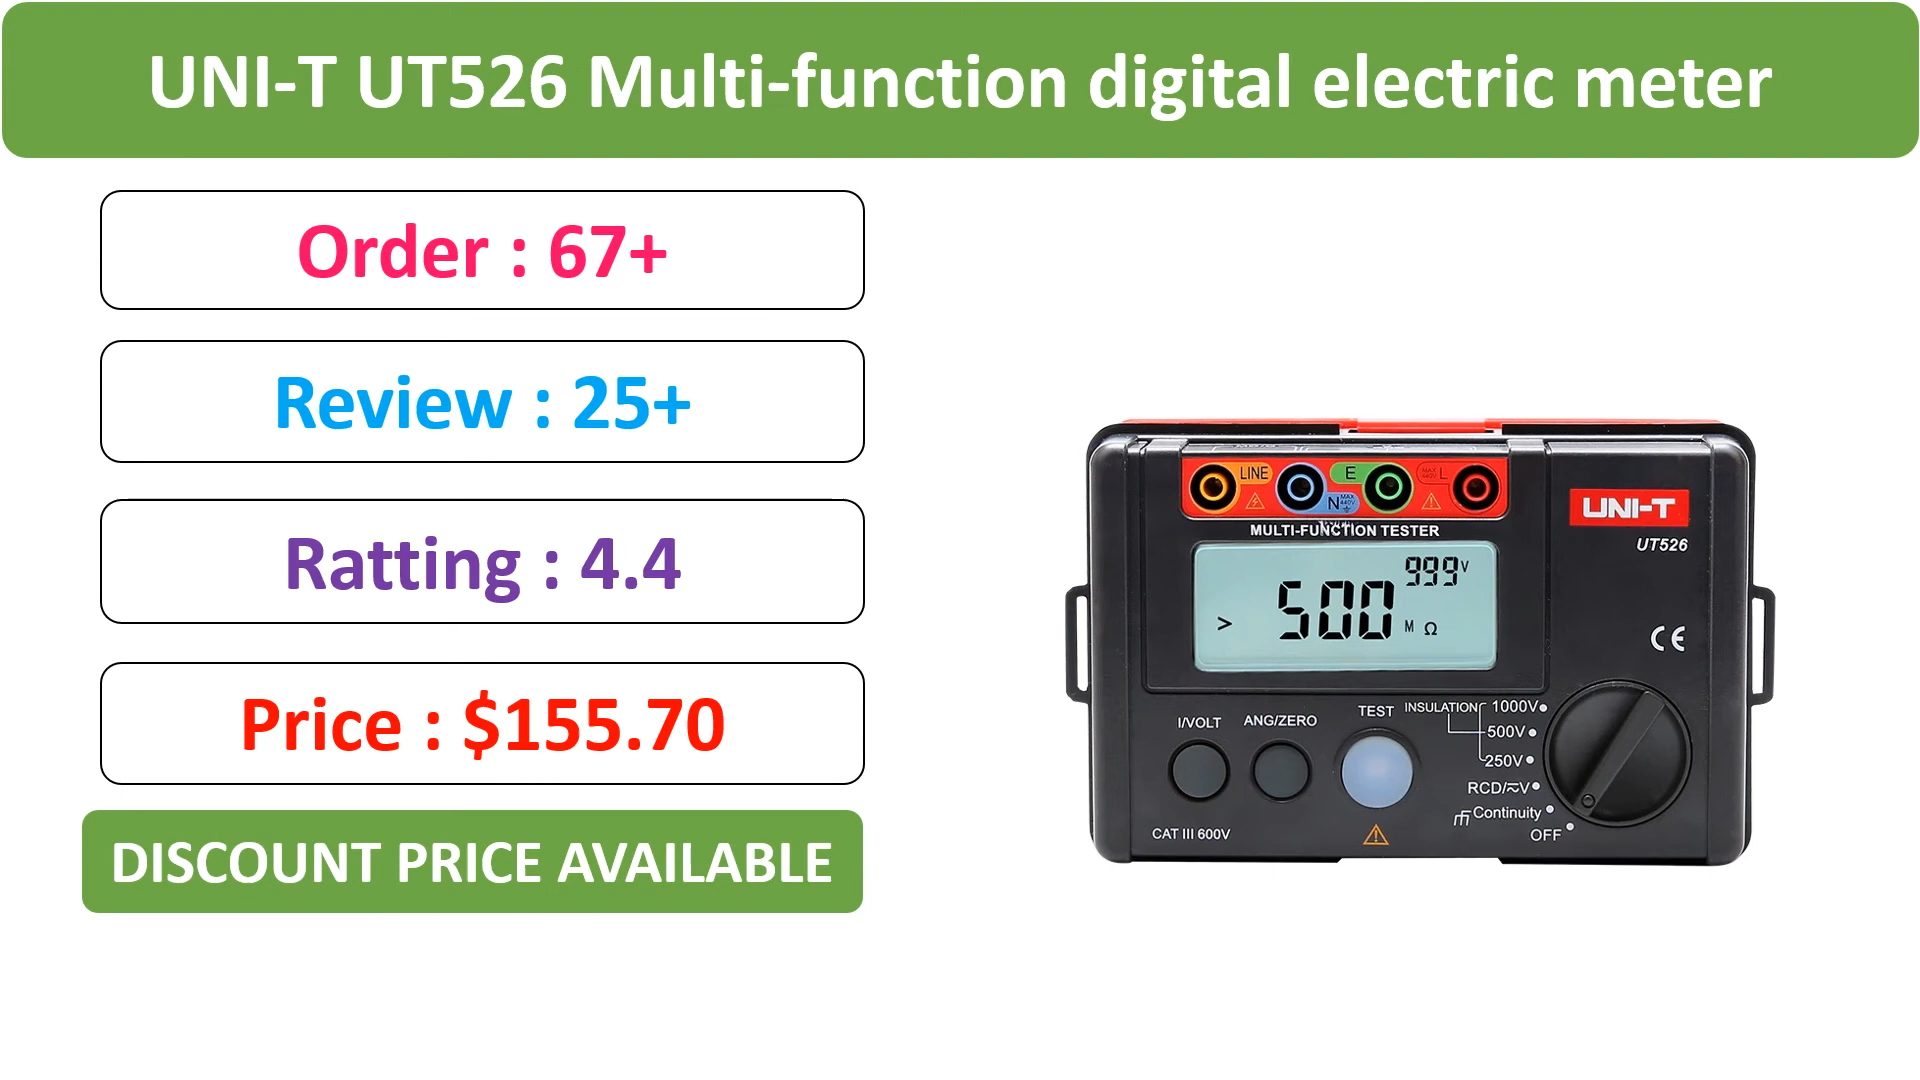 UNI-T UT526 Multi-function digital electric meter
Order : 67+
Review : 25+
Ratting : 4.4
Price : $155.70
DISCOUNT PRICE AVAILABLE
LINE
N
E
L
MAX
440V
MULTI-FUNCTION TESTER
UNI-T
UT526
999V
> 500 MΩ
CE
I/VOLT
ANG/ZERO
TEST
INSULATION
1000V
500V
250V
RCD/≂V
Continuity
OFF
CAT III 600V